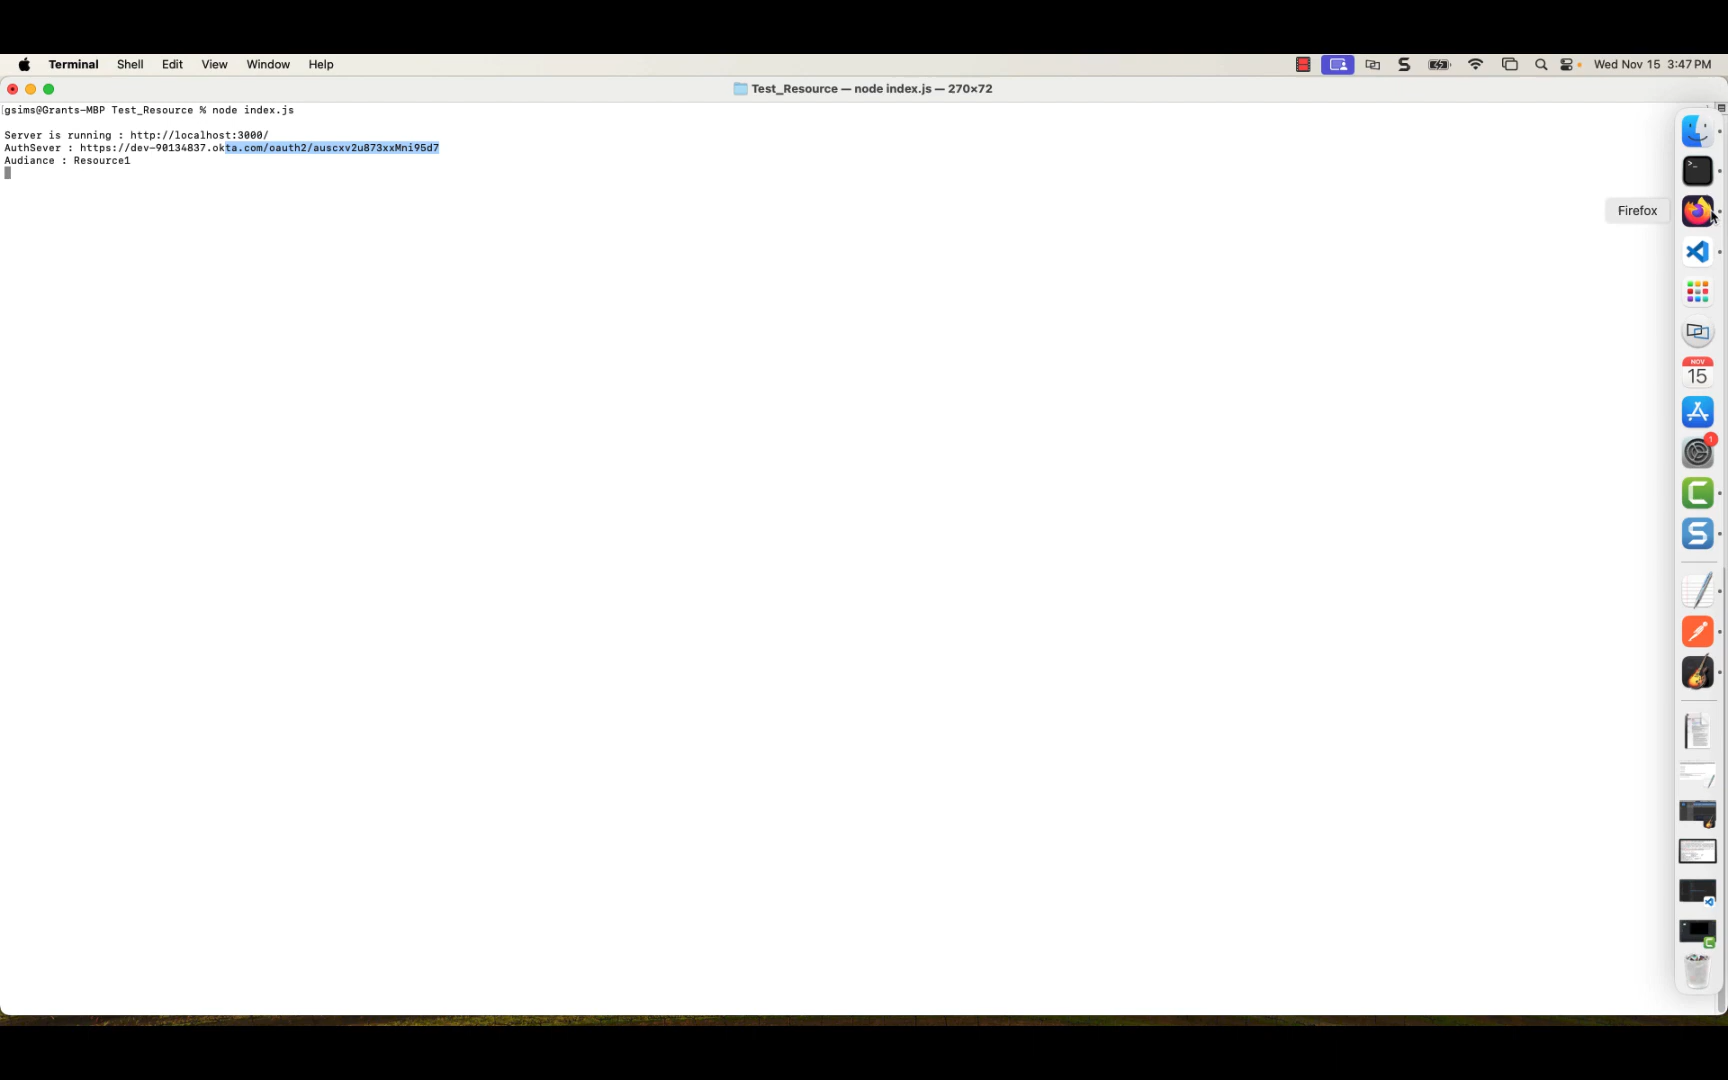 Terminal Shell Edit View Window Help Wed Nov 15 3:47 PM
Test_Resource — node index.js — 270×72
gsims@Grants-MBP Test_Resource % node index.js
Server is running : http://localhost:3000/
AuthSever : https://dev-90134837.okta.com/oauth2/auscxv2u873xxMni95d7
Audiance : Resource1
Firefox
NOV
15
1